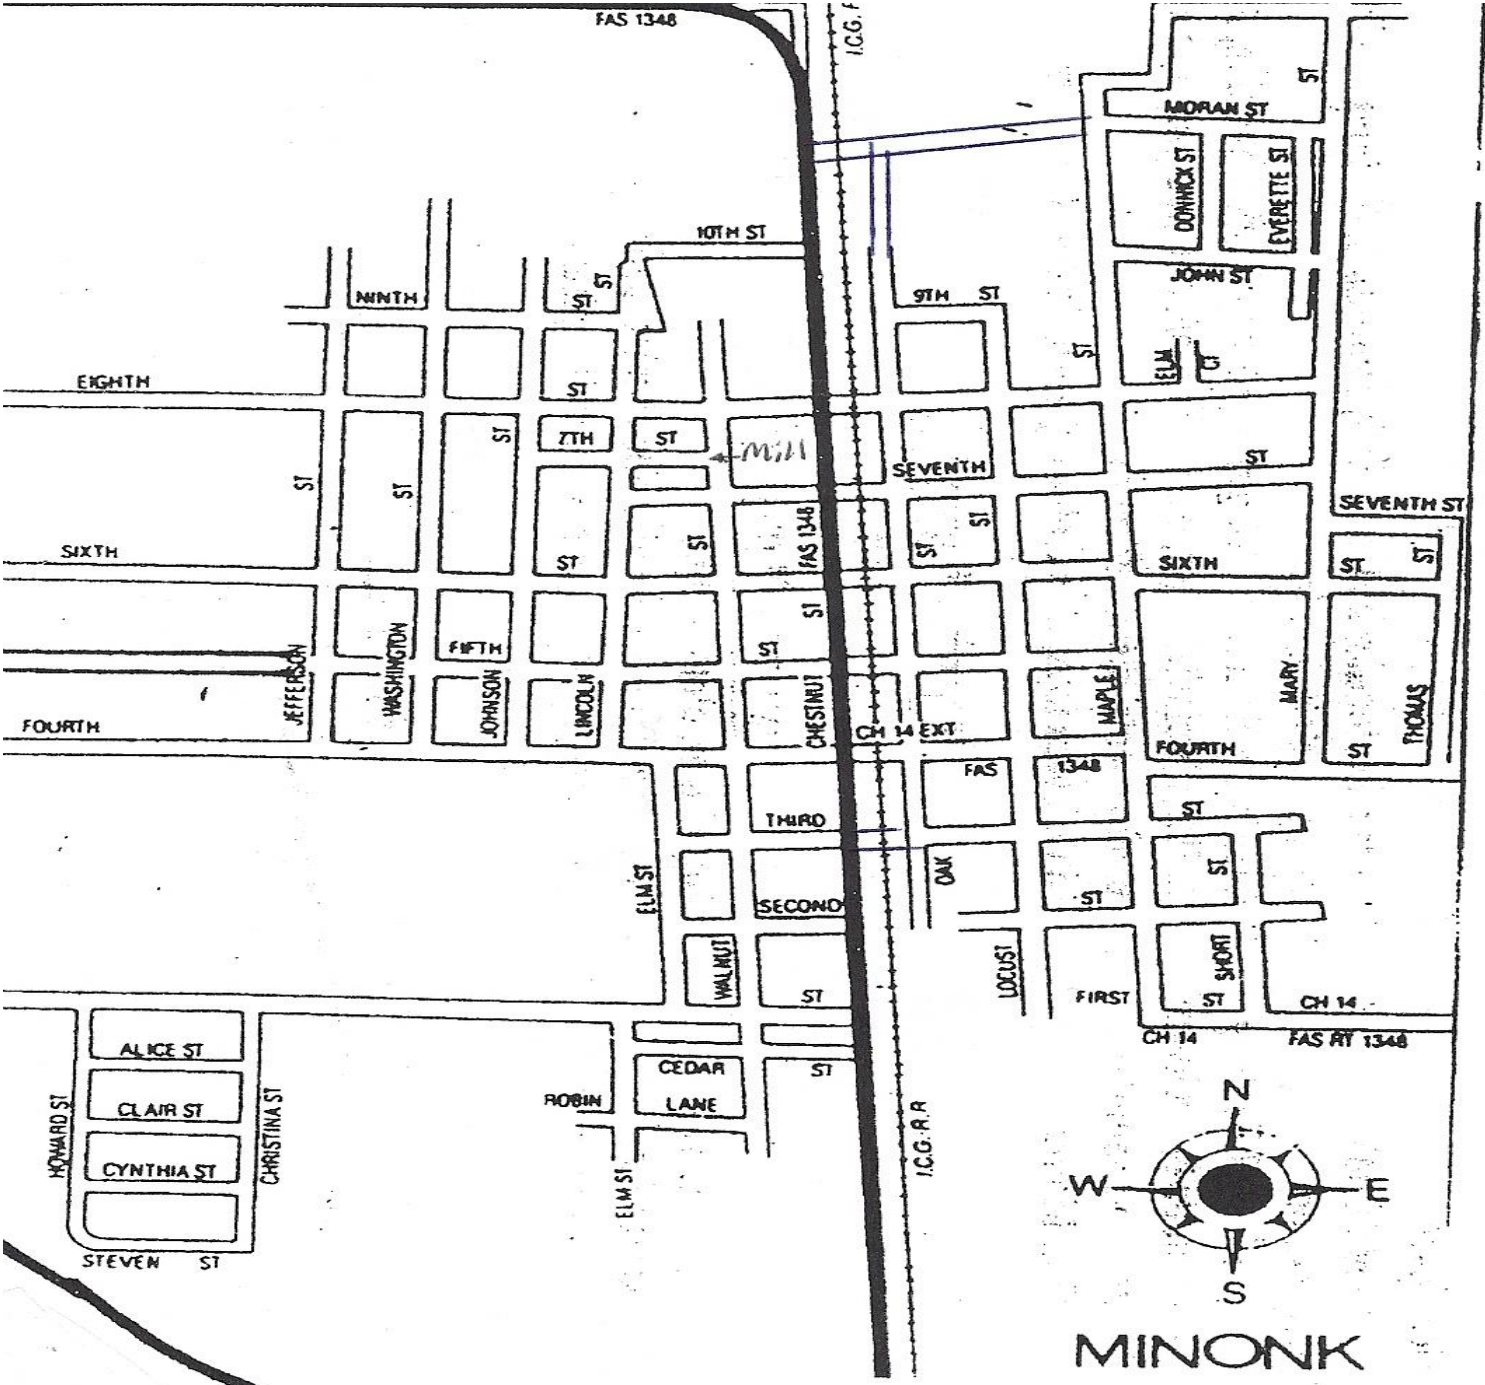 FAS 1348
I.C.G. R
ST
MORAN ST
DONNICK ST
EVERETTE ST
10TH ST
JOHN ST
ST
NINTH ST
9TH ST
ST
ELM CT
EIGHTH ST
ST
7TH ST
SEVENTH ST
ST
ST
SEVENTH ST
FAS 1348
ST
ST
ST
SIXTH ST
SIXTH ST
ST
ST
FIFTH ST
JEFFERSON
WASHINGTON
JOHNSON
LINCOLN
CHESTNUT
MAPLE
MARY
THOMAS
FOURTH
CH 14 EXT
FOURTH ST
FAS 1348
THIRD ST
ELM ST
OAK
ST
SECOND ST
WALNUT
LOCUST
SHORT
ST
FIRST ST
CH 14
CH 14
FAS RT 1348
ALICE ST
CEDAR ST
HOWARD ST
CLAIR ST
CHRISTINA ST
ROBIN LANE
CYNTHIA ST
ELM ST
I.C.G. R.R
STEVEN ST
N
W E
S
MINONK